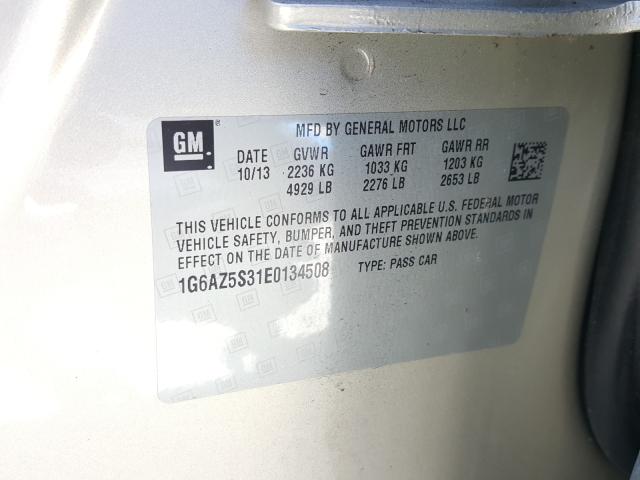 GM
®
MFD BY GENERAL MOTORS LLC
DATE GVWR GAWR FRT GAWR RR
10/13 2236 KG 1033 KG 1203 KG
4929 LB 2276 LB 2653 LB
THIS VEHICLE CONFORMS TO ALL APPLICABLE U.S. FEDERAL MOTOR
VEHICLE SAFETY, BUMPER, AND THEFT PREVENTION STANDARDS IN
EFFECT ON THE DATE OF MANUFACTURE SHOWN ABOVE.
1G6AZ5S31E0134508 TYPE: PASS CAR